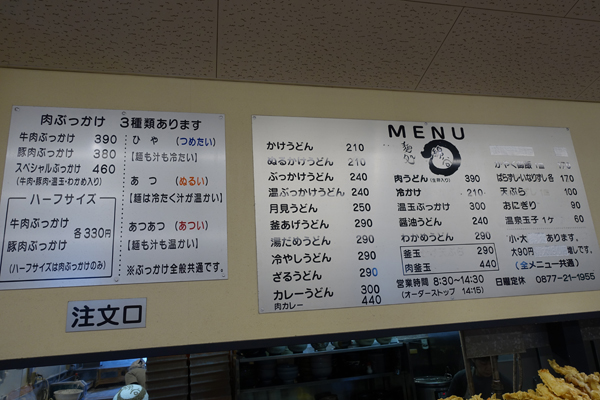 肉ぶっかけ 3種類あります
牛肉ぶっかけ 390
豚肉ぶっかけ 380
スペシャルぶっかけ 460
(牛肉・豚肉・温玉・わかめ入り)
ハーフサイズ
牛肉ぶっかけ
豚肉ぶっかけ
各330円
(ハーフサイズは肉ぶっかけのみ)
ひや (つめたい)
【麺も汁も冷たい】
あつ (ぬるい)
【麺は冷たく汁が温かい】
あつあつ (あつい)
【麺も汁も温かい】
※ぶっかけ全般共通です。
注文口
MENU
かけうどん 210
ぬるかけうどん 210
ぶっかけうどん 240
温ぶっかけうどん 240
月見うどん 250
釜あげうどん 290
湯だめうどん 290
冷やしうどん 290
ざるうどん 290
カレーうどん 300
肉カレー 440
肉うどん 390
冷かけ 210
温玉ぶっかけ 300
醤油うどん 240
わかめうどん 290
釜玉 290
肉釜玉 440
営業時間 8:30~14:30
(オーダーストップ 14:15)
ばらずしいなりずし各 170
天ぷら 100
おにぎり 90
温泉玉子1ケ 60
小・大 あります。
大90円 増しです。
(全メニュー共通)
日曜定休 0877-21-1955